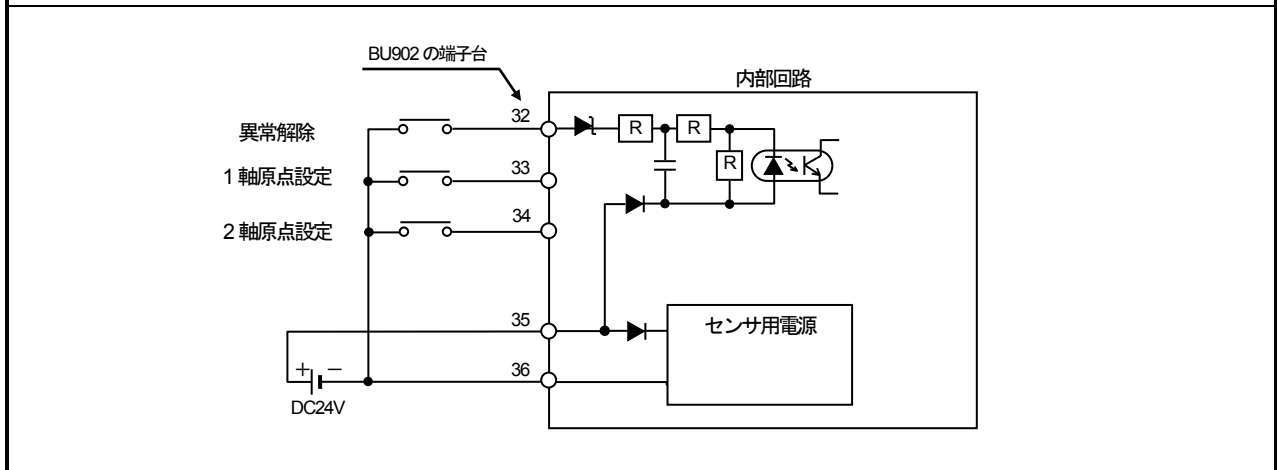 BU902 の端子台
内部回路
異常解除
32
R
R
R
1 軸原点設定
33
2 軸原点設定
34
35
センサ用電源
36
+ −
DC24V